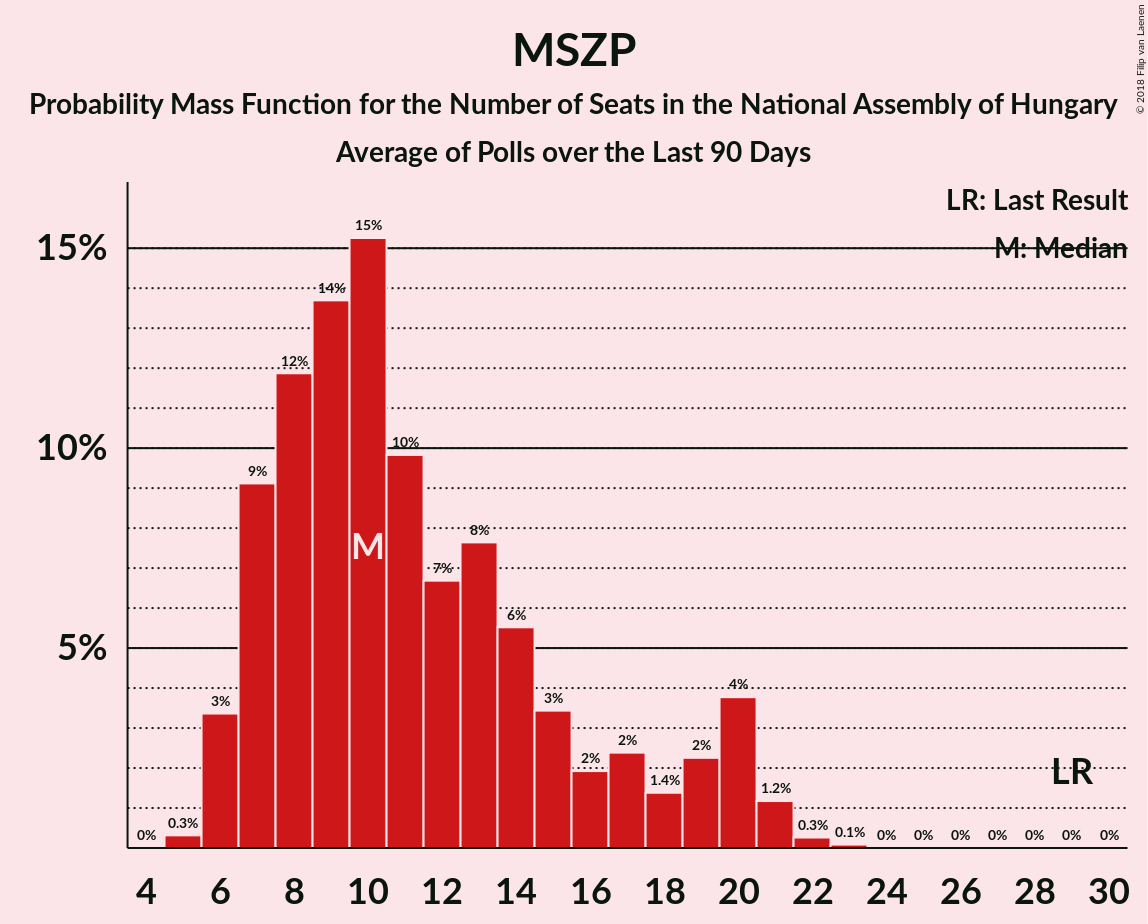 MSZP
Probability Mass Function for the Number of Seats in the National Assembly of Hungary
Average of Polls over the Last 90 Days
© 2018 Filip van Laenen
LR: Last Result
M: Median
15%
10%
5%
0% 0.3% 3% 9% 12% 14% 15% 10% 7% 8% 6% 3% 2% 2% 1.4% 2% 4% 1.2% 0.3% 0.1% 0% 0% 0% 0% 0% 0% 0%
M
LR
4 6 8 10 12 14 16 18 20 22 24 26 28 30